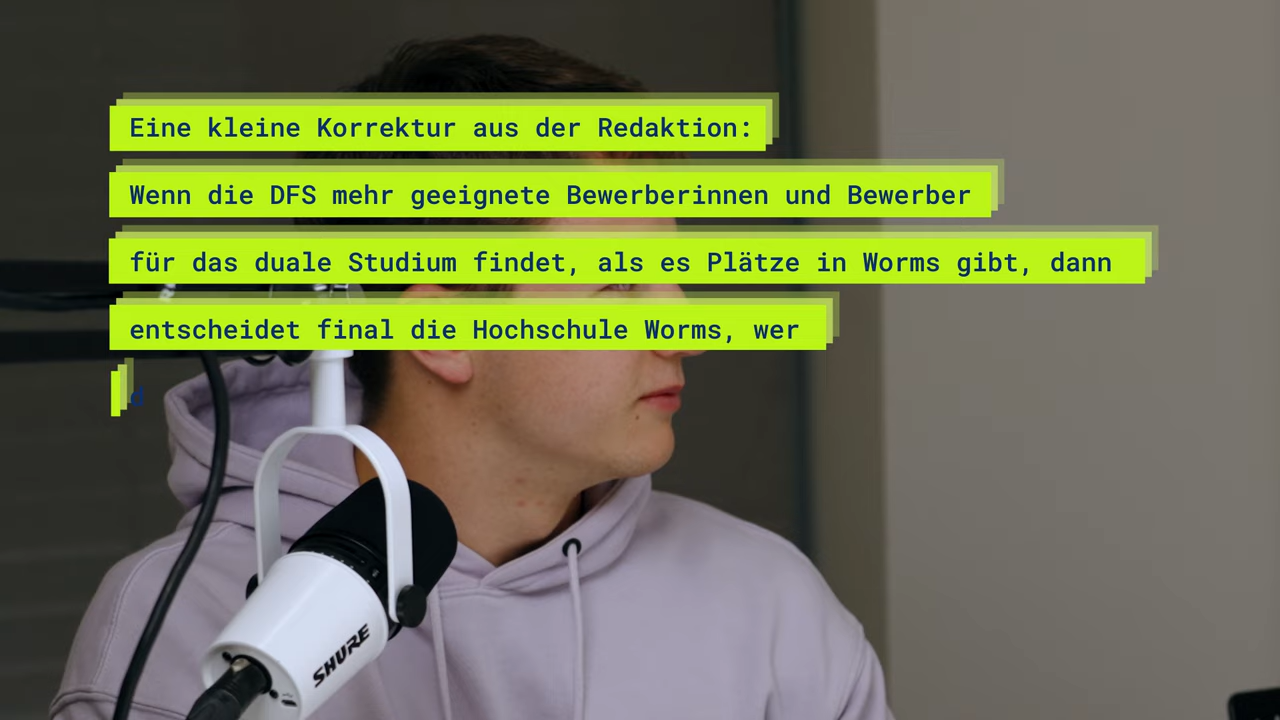 Eine kleine Korrektur aus der Redaktion:
Wenn die DFS mehr geeignete Bewerberinnen und Bewerber
für das duale Studium findet, als es Plätze in Worms gibt, dann
entscheidet final die Hochschule Worms, wer
d
SHURE